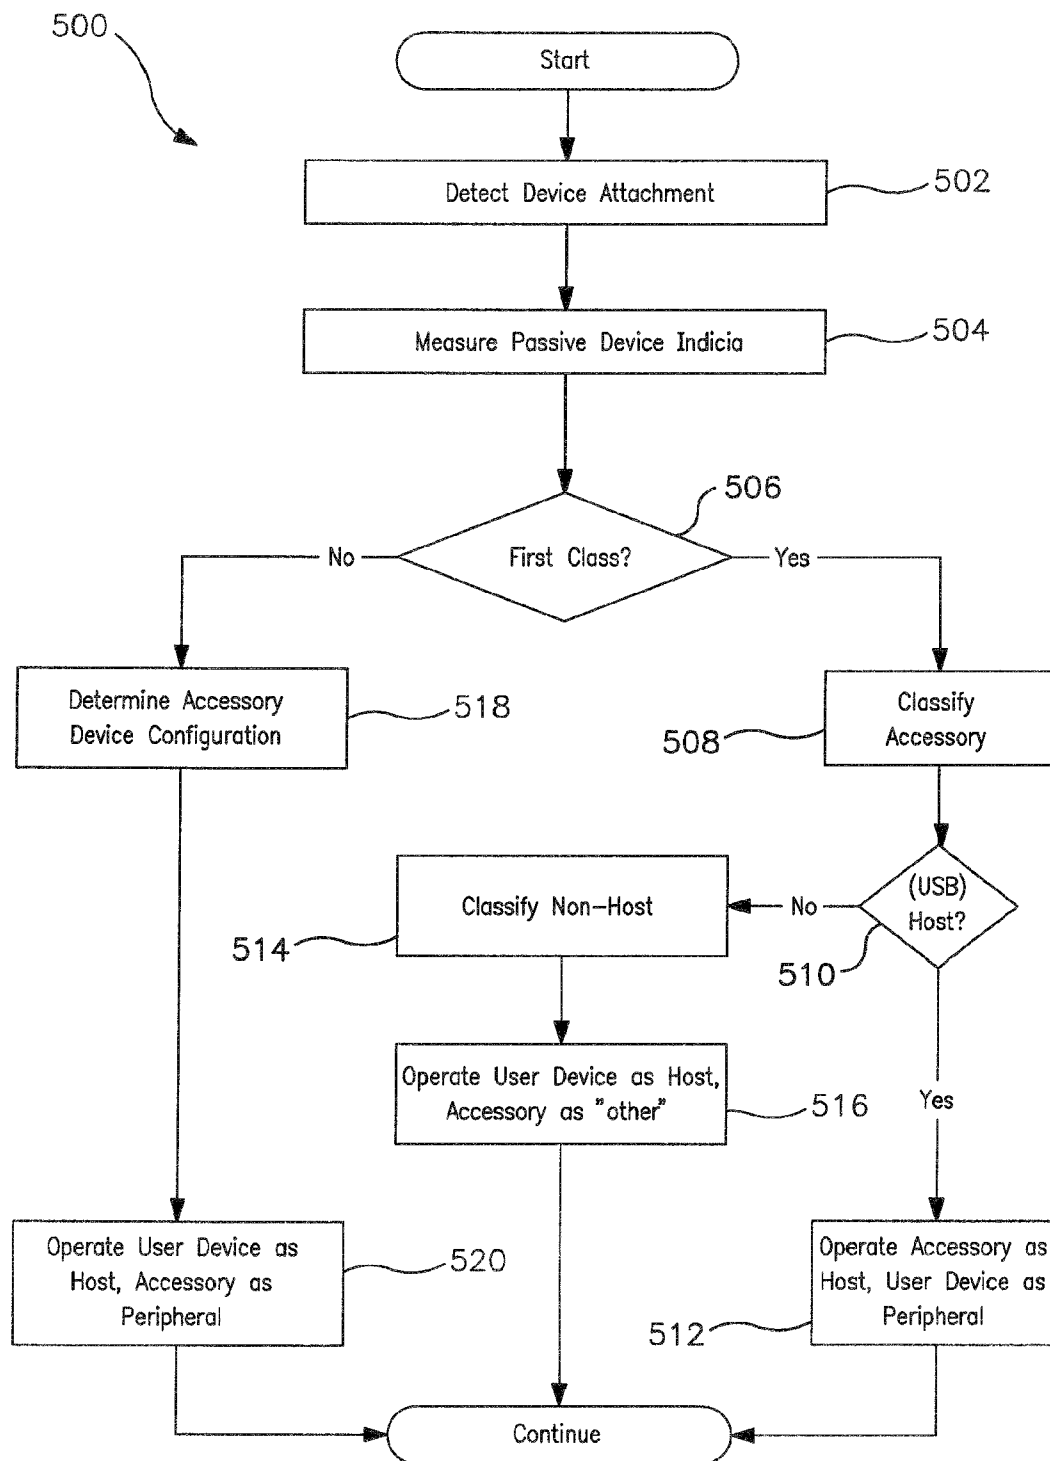 500
Start
Detect Device Attachment
502
Measure Passive Device Indicia
504
506
First Class?
No
Yes
Determine Accessory
Device Configuration
518
Classify
Accessory
508
(USB)
Host?
510
No
Classify Non-Host
514
Operate User Device as Host,
Accessory as "other"
516
Yes
Operate User Device as
Host, Accessory as
Peripheral
520
Operate Accessory as
Host, User Device as
Peripheral
512
Continue